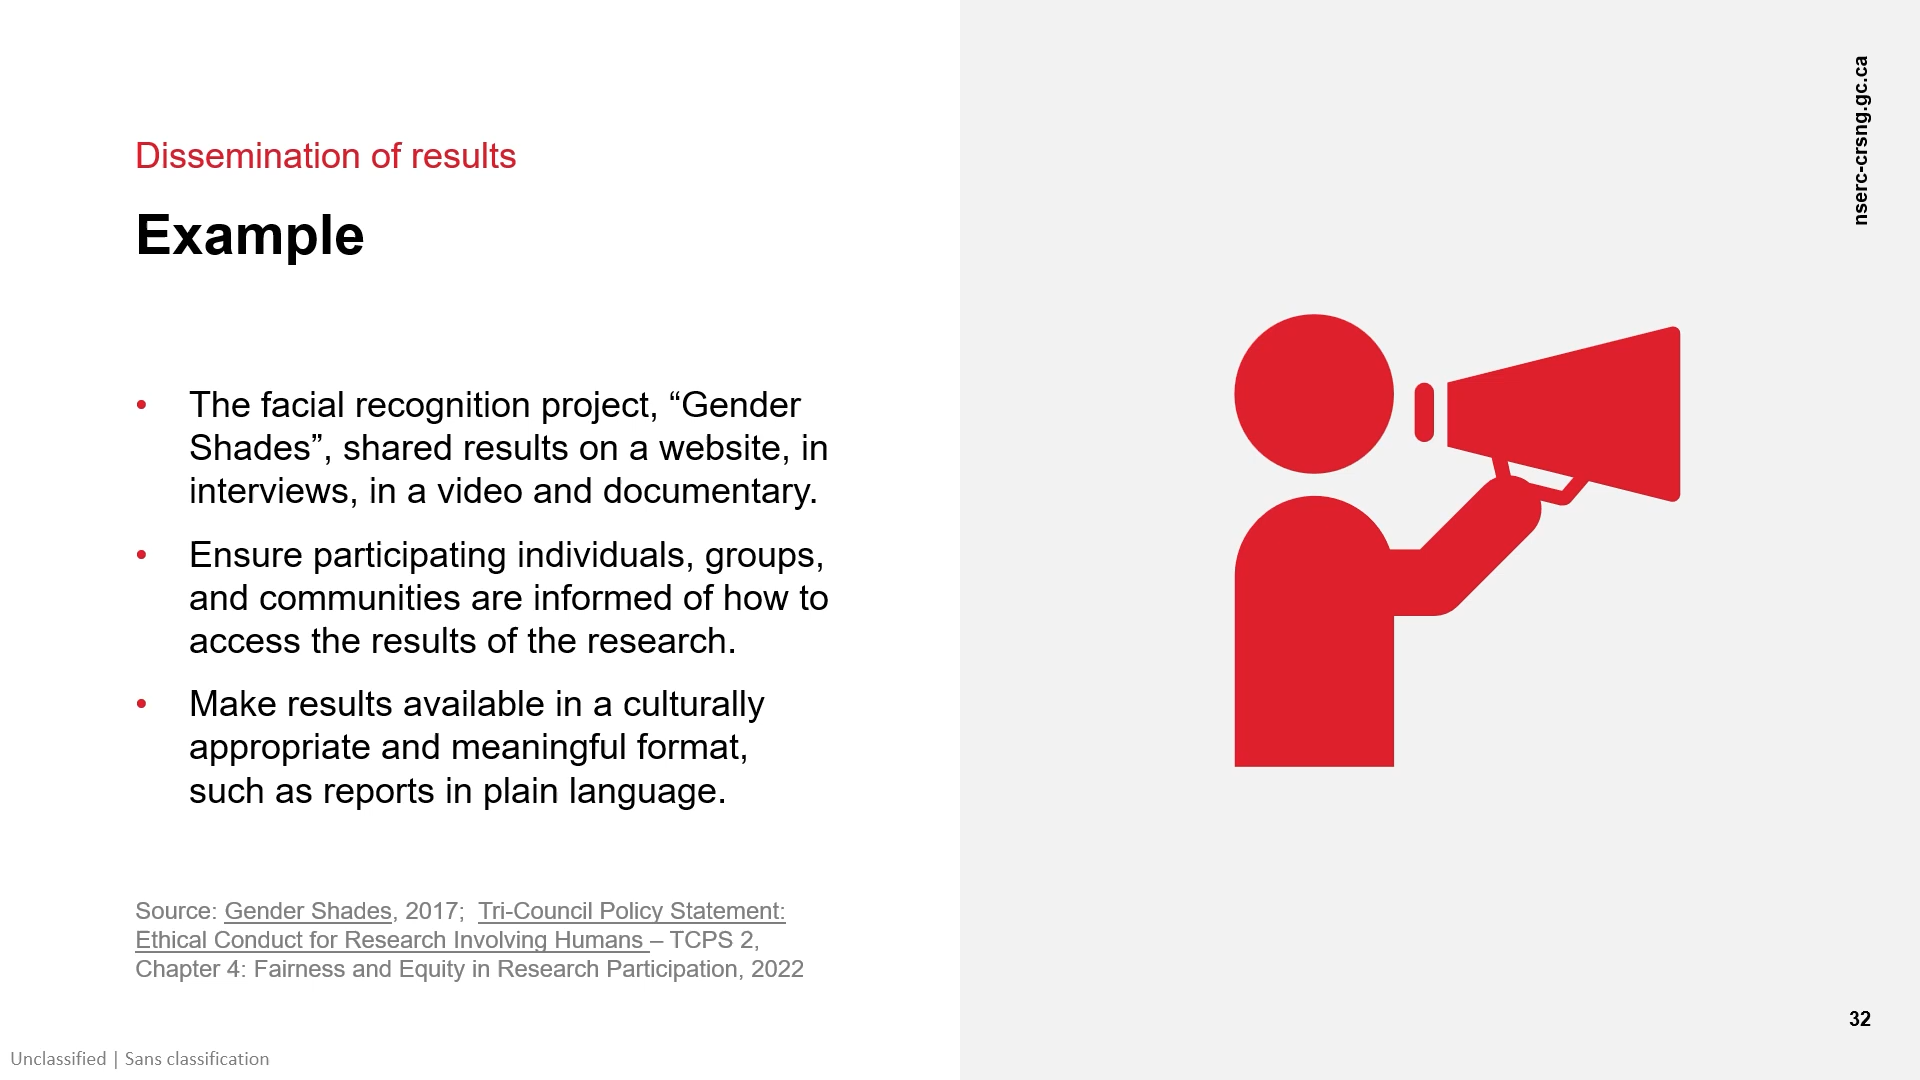 Dissemination of results
Example
• The facial recognition project, “Gender
Shades”, shared results on a website, in
interviews, in a video and documentary.
• Ensure participating individuals, groups,
and communities are informed of how to
access the results of the research.
• Make results available in a culturally
appropriate and meaningful format,
such as reports in plain language.
Source: Gender Shades, 2017;  Tri-Council Policy Statement:
Ethical Conduct for Research Involving Humans – TCPS 2,
Chapter 4: Fairness and Equity in Research Participation, 2022
Unclassified | Sans classification
nserc-crsng.gc.ca
32